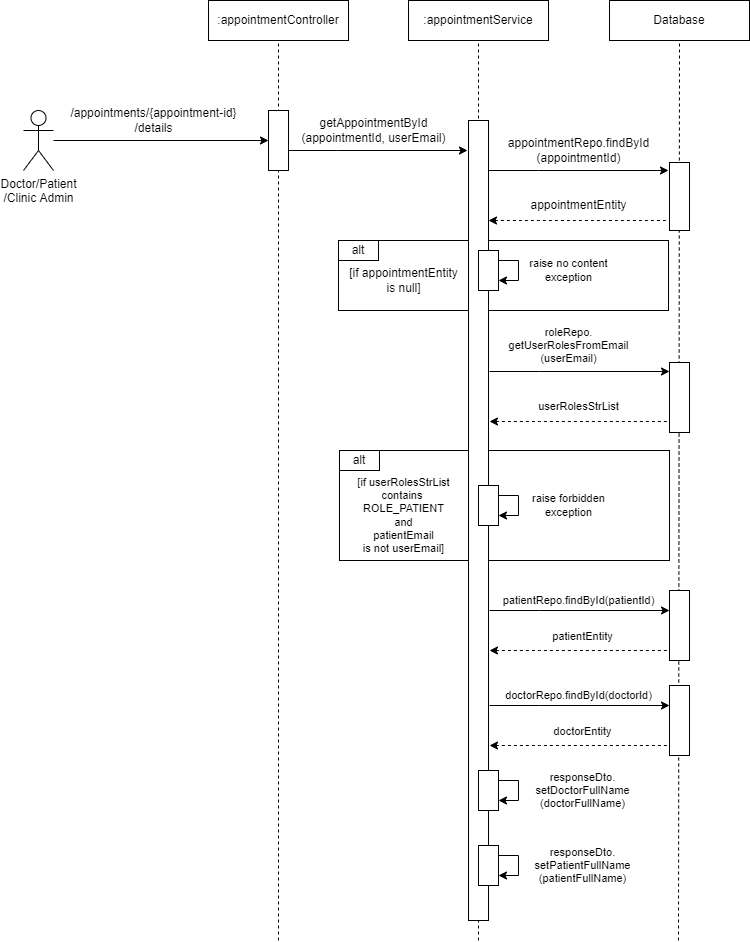 :appointmentController
:appointmentService
Database
/appointments/{appointment-id}
/details
Doctor/Patient
/Clinic Admin
getAppointmentById
(appointmentId, userEmail)
appointmentRepo.findById
(appointmentId)
appointmentEntity
alt
[if appointmentEntity
is null]
raise no content
exception
roleRepo.
getUserRolesFromEmail
(userEmail)
userRolesStrList
alt
[if userRolesStrList
contains
ROLE_PATIENT
and
patientEmail
is not userEmail]
raise forbidden
exception
patientRepo.findById(patientId)
patientEntity
doctorRepo.findById(doctorId)
doctorEntity
responseDto.
setDoctorFullName
(doctorFullName)
responseDto.
setPatientFullName
(patientFullName)